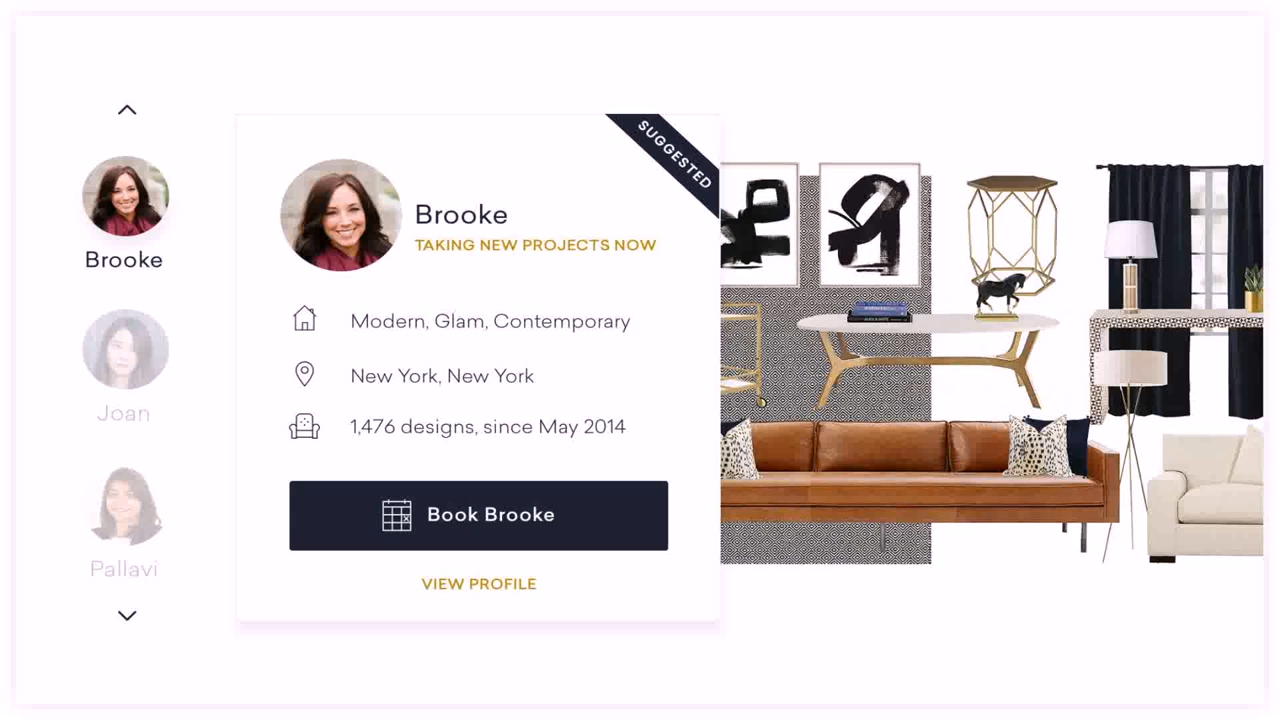 Brooke
Joan
Pallavi
SUGGESTED
Brooke
TAKING NEW PROJECTS NOW
Modern, Glam, Contemporary
New York, New York
1,476 designs, since May 2014
Book Brooke
VIEW PROFILE